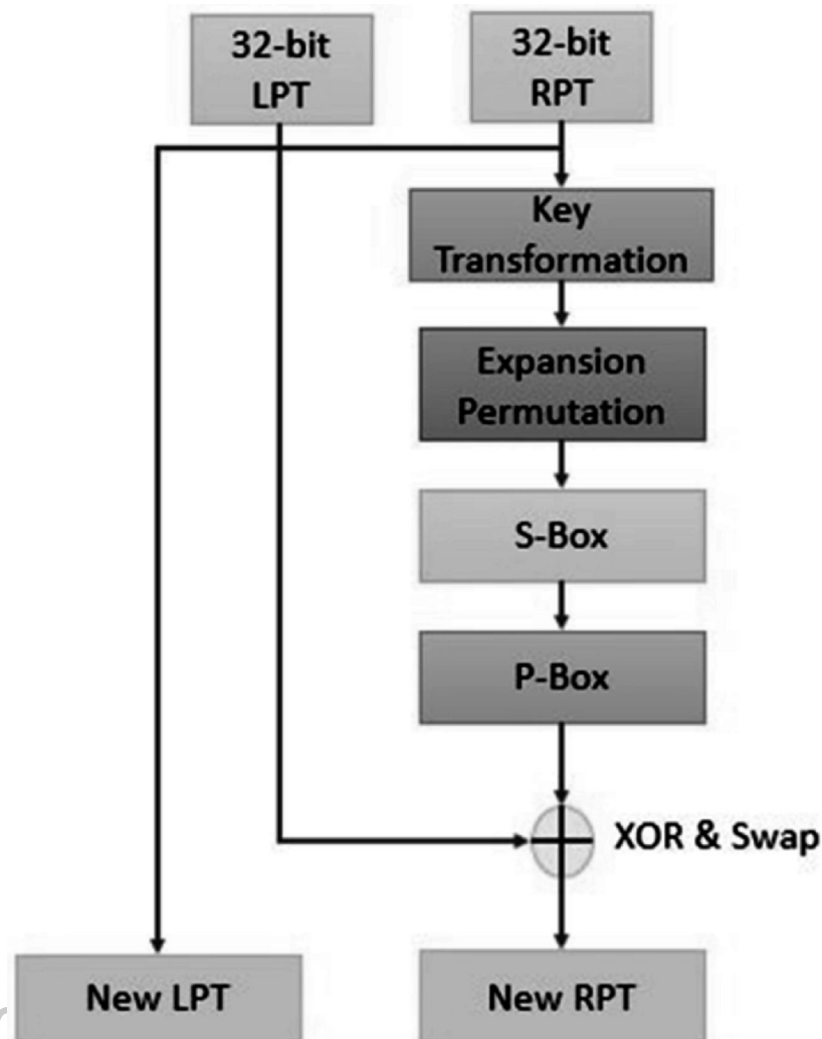 32-bit
LPT
32-bit
RPT
Key
Transformation
Expansion
Permutation
S-Box
P-Box
XOR & Swap
New LPT
New RPT